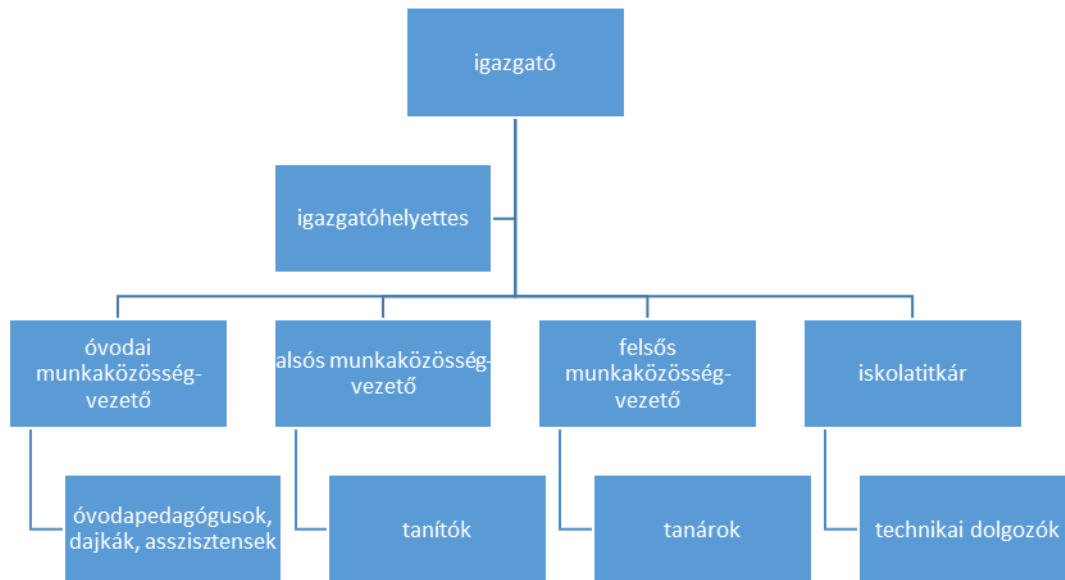 igazgató
igazgatóhelyettes
óvodai
munkaközösség-
vezető
alsós munkaközösség-
vezető
felsős
munkaközösség-
vezető
iskolatitkár
óvodapedagógusok,
dajkák, asszisztensek
tanítók
tanárok
technikai dolgozók